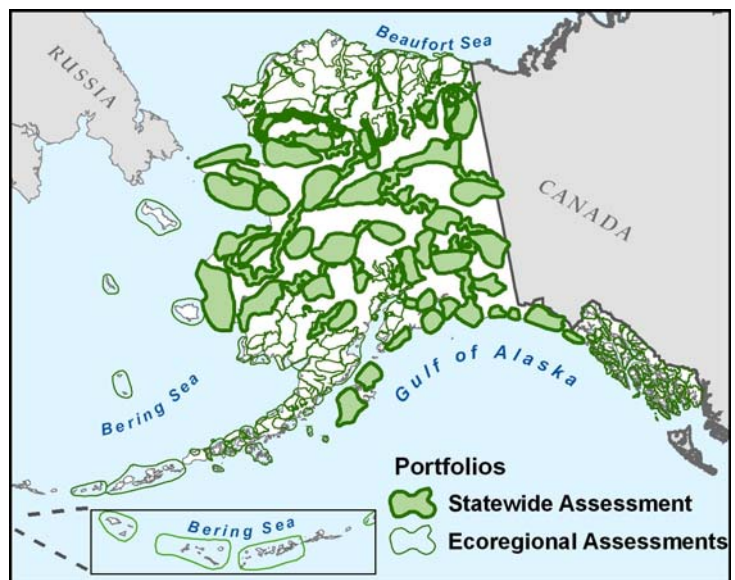 Beaufort Sea
RUSSIA
CANADA
Gulf of Alaska
Bering Sea
Portfolios
Statewide Assessment
Ecoregional Assessments
Bering Sea